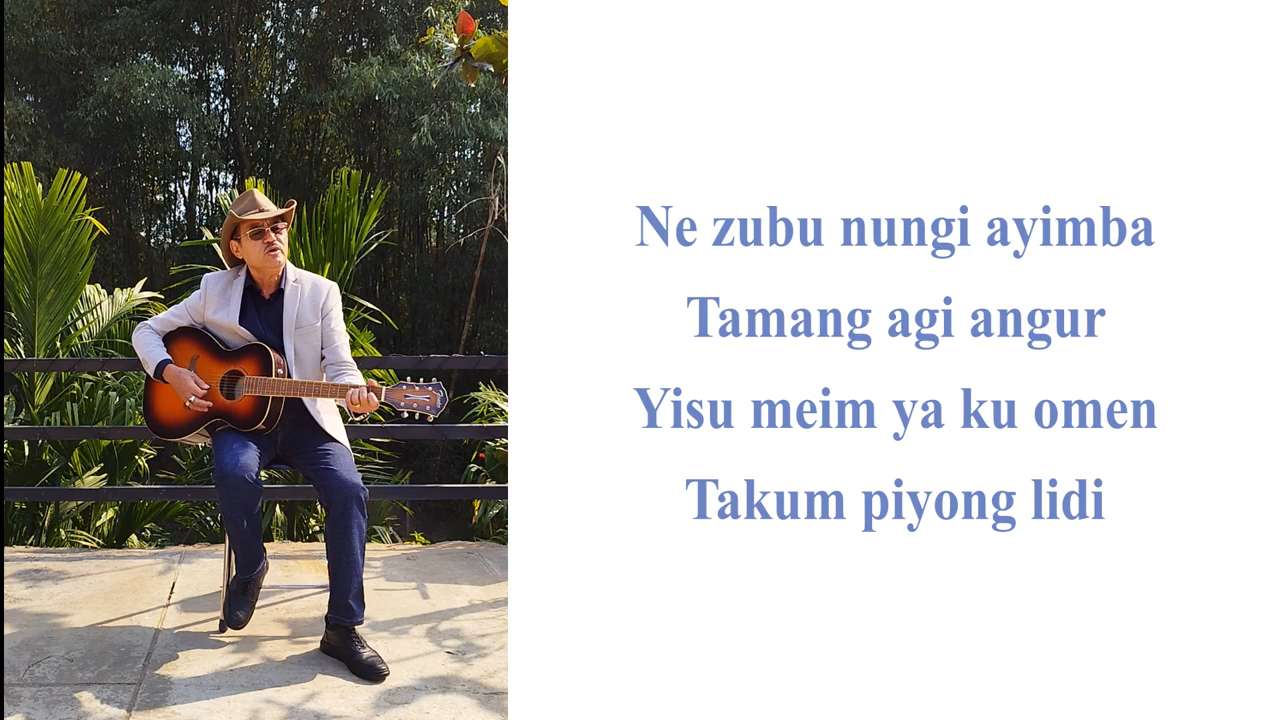 Ne zubu nungi ayimba
Tamang agi angur
Yisu meim ya ku omen
Takum piyong lidi